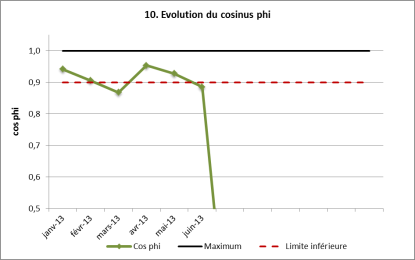 10. Evolution du cosinus phi
cos phi
1,0
0,9
0,8
0,7
0,6
0,5
janv-13
févr-13
mars-13
avr-13
mai-13
juin-13
Cos phi Maximum Limite inférieure